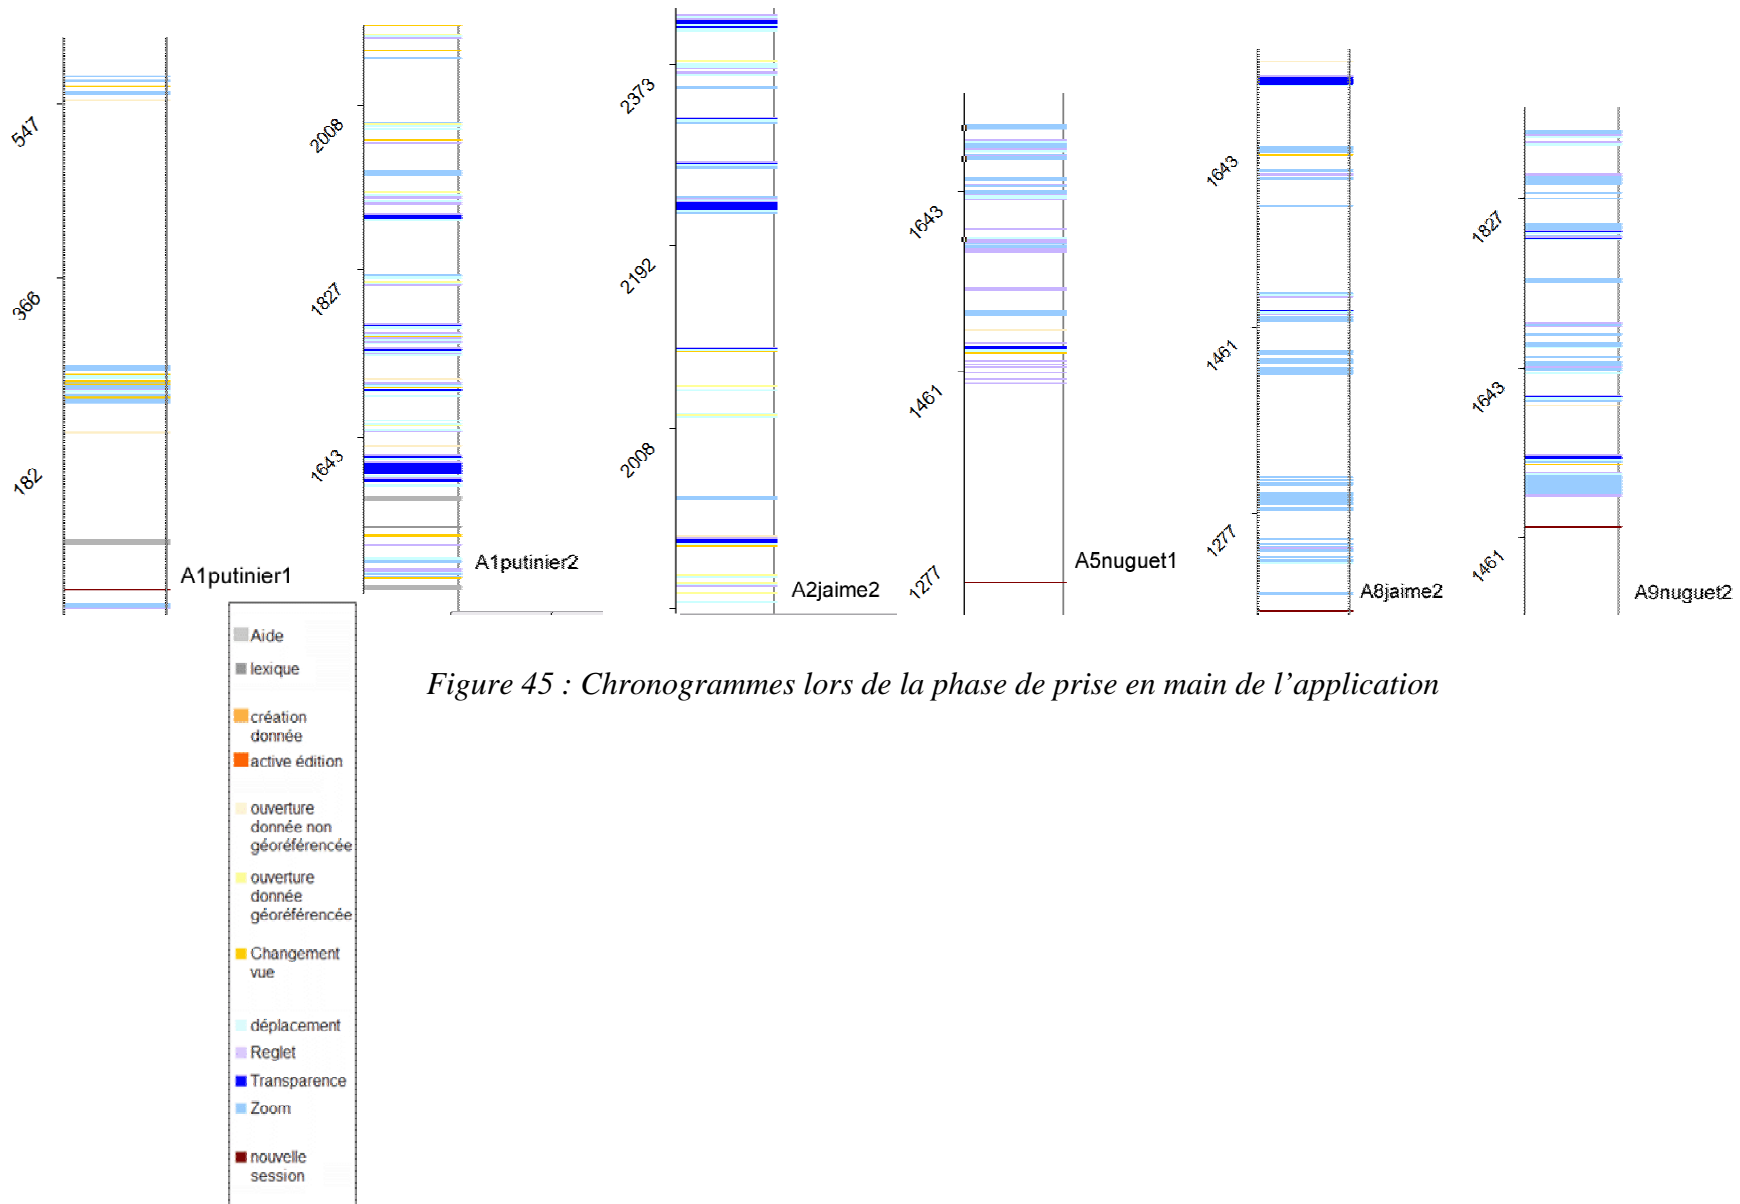 547
366
182
A1putinier1
2008
1827
1643
A1putinier2
2373
2192
2008
A2jaime2
1643
1461
1277
A5nuguet1
1643
1461
1277
A8jaime2
1827
1643
1461
A9nuguet2
Figure 45 : Chronogrammes lors de la phase de prise en main de l’application
Aide
lexique
création
donnée
active édition
ouverture
donnée non
géoréférencée
ouverture
donnée
géoréférencée
Changement
vue
déplacement
Reglet
Transparence
Zoom
nouvelle
session